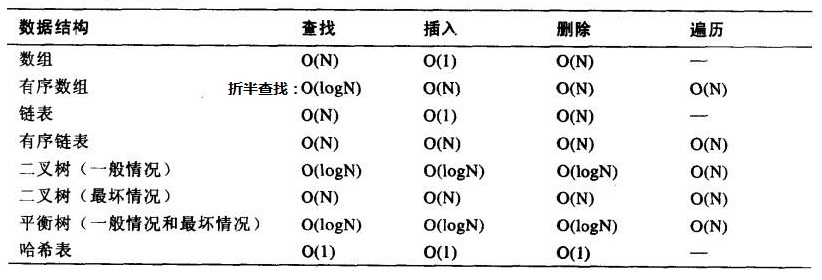 数据结构 查找 插入 删除 遍历
数组 O(N) O(1) O(N) —
有序数组 折半查找：O(logN) O(N) O(N) O(N)
链表 O(N) O(1) O(N) —
有序链表 O(N) O(N) O(N) O(N)
二叉树（一般情况） O(logN) O(logN) O(logN) O(N)
二叉树（最坏情况） O(N) O(N) O(N) O(N)
平衡树（一般情况和最坏情况） O(logN) O(logN) O(logN) O(N)
哈希表 O(1) O(1) O(1) —